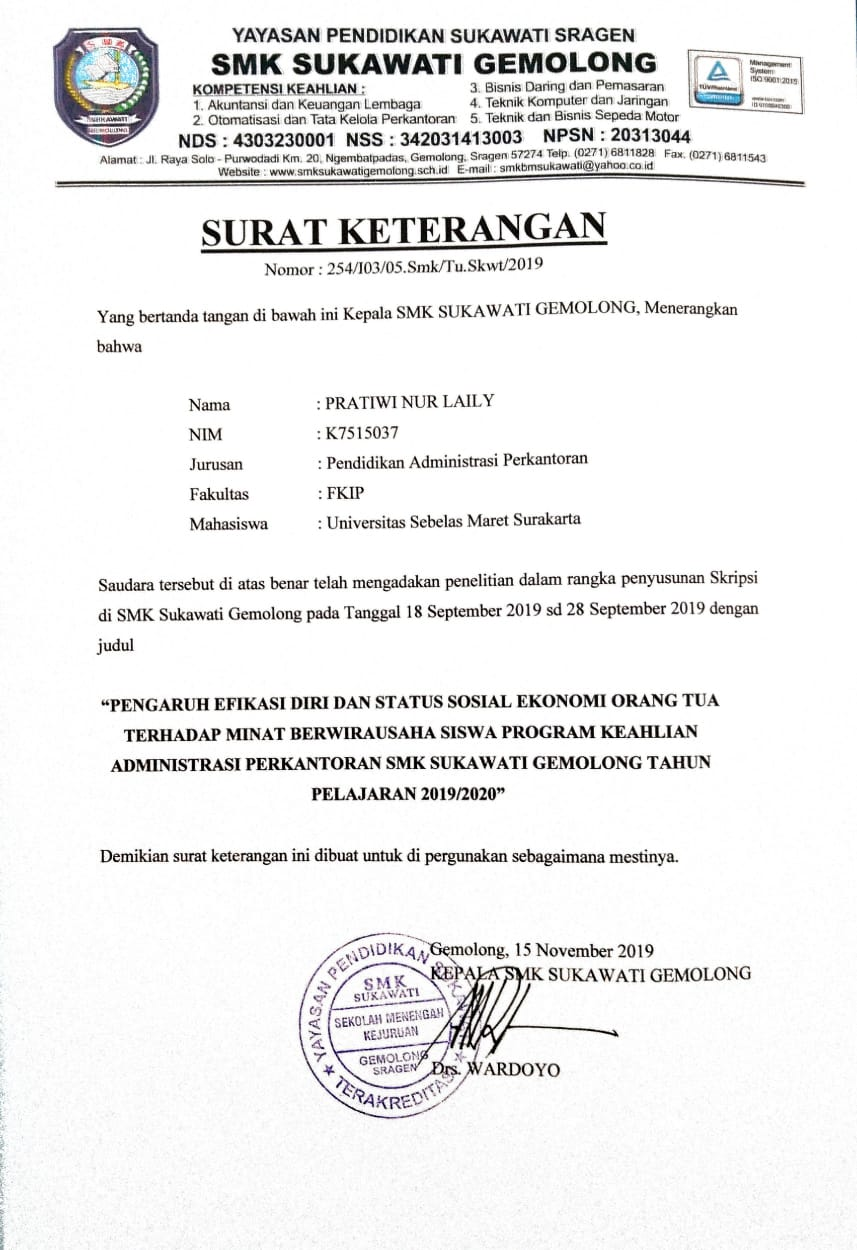 YAYASAN PENDIDIKAN SUKAWATI SRAGEN
SMK SUKAWATI GEMOLONG
KOMPETENSI KEAHLIAN :
1. Akuntansi dan Keuangan Lembaga
2. Otomatisasi dan Tata Kelola Perkantoran
3. Bisnis Daring dan Pemasaran
4. Teknik Komputer dan Jaringan
5. Teknik dan Bisnis Sepeda Motor
NDS : 4303230001 NSS : 342031413003 NPSN : 20313044
Alamat : Jl. Raya Solo - Purwodadi Km. 20, Ngembatpadas, Gemolong, Sragen 57274 Telp. (0271) 6811828 Fax. (0271) 6811543
Website : www.smksukawatigemolong.sch.id E-mail : smkbmsukawati@yahoo.co.id
S M K
SUKAWATI
GEMOLONG
TÜVRheinland
Management
System
ISO 9001:2015
www.tuv.com
SURAT KETERANGAN
Nomor : 254/I03/05.Smk/Tu.Skwt/2019
Yang bertanda tangan di bawah ini Kepala SMK SUKAWATI GEMOLONG, Menerangkan
bahwa
Nama : PRATIWI NUR LAILY
NIM : K7515037
Jurusan : Pendidikan Administrasi Perkantoran
Fakultas : FKIP
Mahasiswa : Universitas Sebelas Maret Surakarta
Saudara tersebut di atas benar telah mengadakan penelitian dalam rangka penyusunan Skripsi
di SMK Sukawati Gemolong pada Tanggal 18 September 2019 sd 28 September 2019 dengan
judul
“PENGARUH EFIKASI DIRI DAN STATUS SOSIAL EKONOMI ORANG TUA
TERHADAP MINAT BERWIRAUSAHA SISWA PROGRAM KEAHLIAN
ADMINISTRASI PERKANTORAN SMK SUKAWATI GEMOLONG TAHUN
PELAJARAN 2019/2020”
Demikian surat keterangan ini dibuat untuk di pergunakan sebagaimana mestinya.
Gemolong, 15 November 2019
KEPALA SMK SUKAWATI GEMOLONG
Drs. WARDOYO
YAYASAN PENDIDIKAN SUKAWATI
SMK
SUKAWATI
SEKOLAH MENENGAH
KEJURUAN
GEMOLONG
SRAGEN
TERAKREDITASI